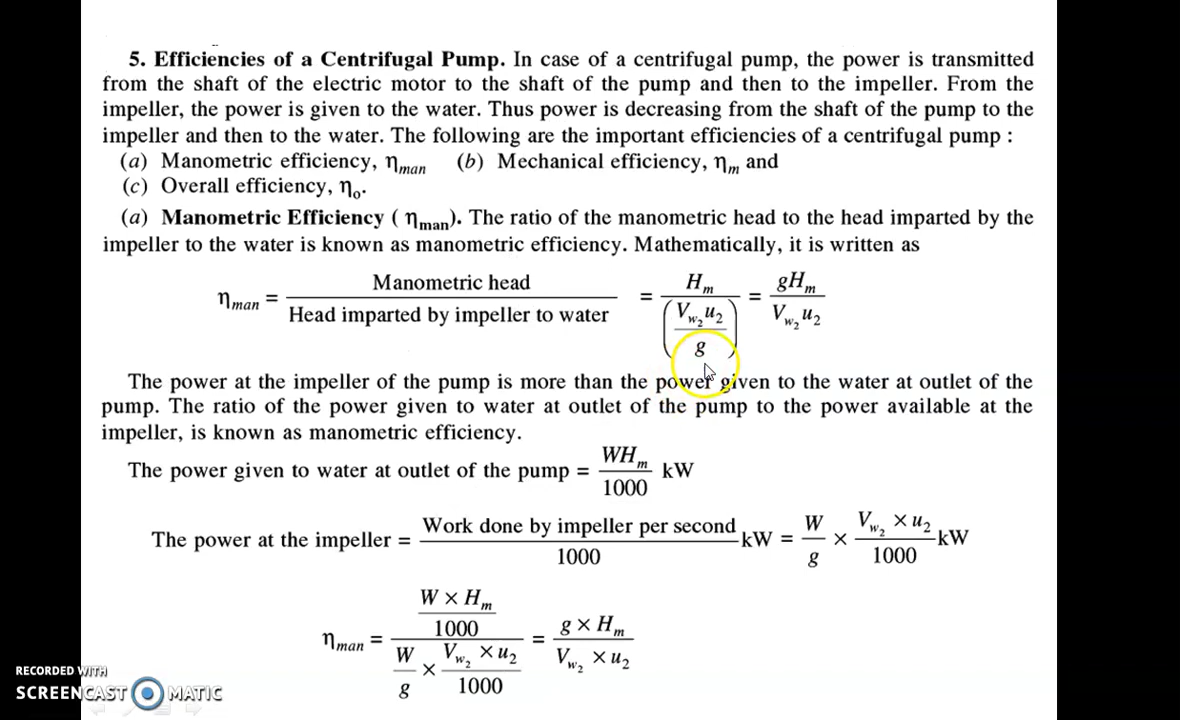 5. Efficiencies of a Centrifugal Pump. In case of a centrifugal pump, the power is transmitted
from the shaft of the electric motor to the shaft of the pump and then to the impeller. From the
impeller, the power is given to the water. Thus power is decreasing from the shaft of the pump to the
impeller and then to the water. The following are the important efficiencies of a centrifugal pump :
(a) Manometric efficiency, η_man (b) Mechanical efficiency, η_m and
(c) Overall efficiency, η_o.
(a) Manometric Efficiency ( η_man). The ratio of the manometric head to the head imparted by the
impeller to the water is known as manometric efficiency. Mathematically, it is written as
η_man = Manometric head / Head imparted by impeller to water = H_m / (V_w₂ u₂ / g) = gH_m / V_w₂ u₂
The power at the impeller of the pump is more than the power given to the water at outlet of the
pump. The ratio of the power given to water at outlet of the pump to the power available at the
impeller, is known as manometric efficiency.
The power given to water at outlet of the pump = WH_m / 1000 kW
The power at the impeller = Work done by impeller per second / 1000 kW = W / g × V_w₂ × u₂ / 1000 kW
η_man = (W × H_m / 1000) / (W / g × V_w₂ × u₂ / 1000) = g × H_m / V_w₂ × u₂
RECORDED WITH
SCREENCAST MATIC